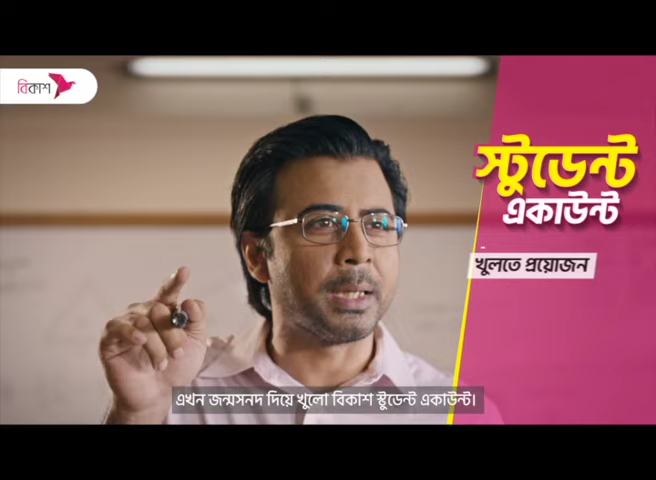 বিকাশ
স্টুডেন্ট
একাউন্ট
খুলতে প্রয়োজন
এখন জন্মসনদ দিয়ে খুলো বিকাশ স্টুডেন্ট একাউন্ট।